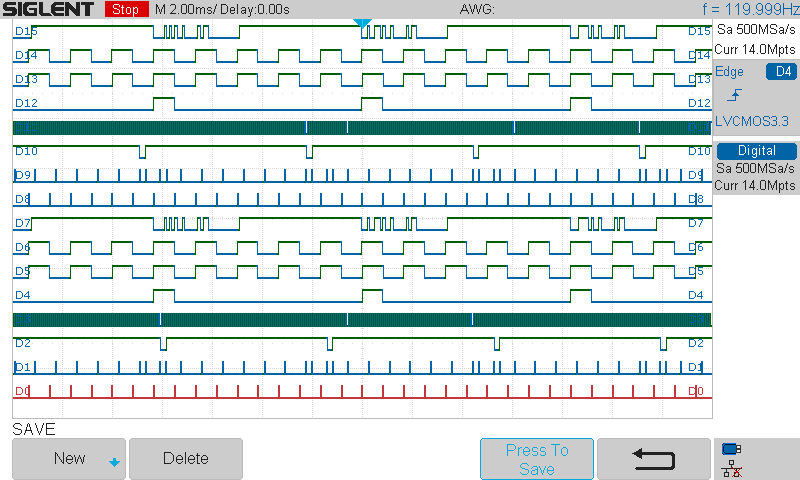 SIGLENT Stop M 2.00ms/ Delay:0.00s AWG: f = 119.999Hz
Sa 500MSa/s
Curr 14.0Mpts
Edge D4
LVCMOS3.3
Digital
Sa 500MSa/s
Curr 14.0Mpts
D15 D15
D14 D14
D13 D13
D12 D12
D10 D10
D9 D9
D8 D8
D7 D7
D6 D6
D5 D5
D4 D4
D2 D2
D1 D1
D0 D0
SAVE
New Delete Press To
Save